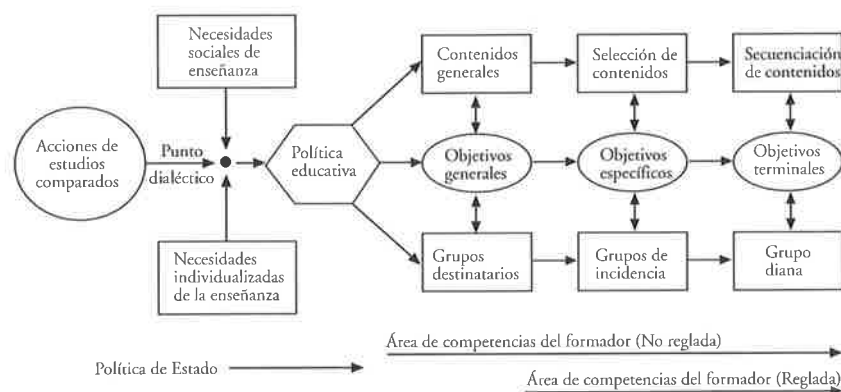 Necesidades
sociales de
enseñanza
Acciones de
estudios
comparados
Punto
dialéctico
Necesidades
individualizadas
de la enseñanza
Política
educativa
Contenidos
generales
Selección de
contenidos
Secuenciación
de contenidos
Objetivos
generales
Objetivos
específicos
Objetivos
terminales
Grupos
destinatarios
Grupos de
incidencia
Grupo
diana
Área de competencias del formador (No reglada)
Política de Estado
Área de competencias del formador (Reglada)